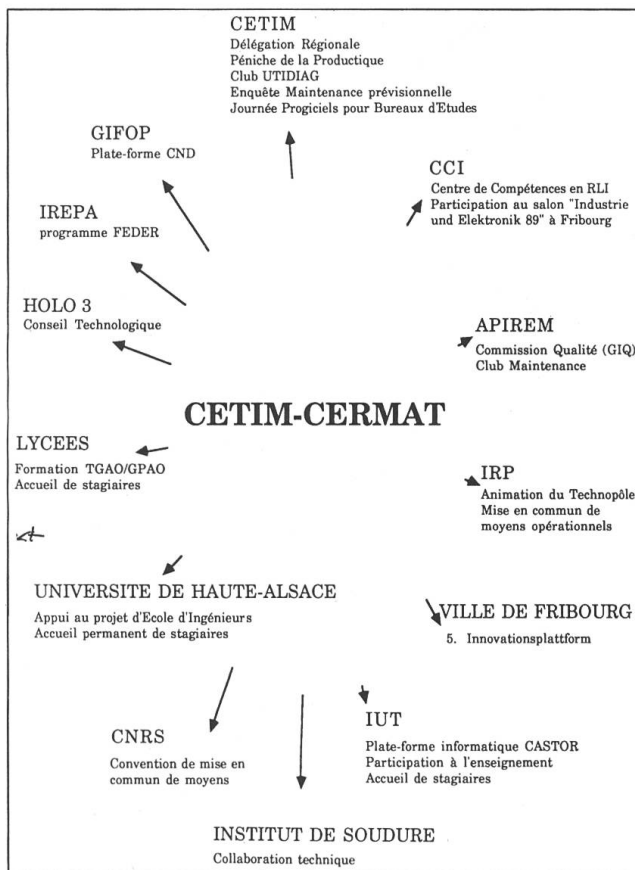 CETIM
Délégation Régionale
Péniche de la Productique
Club UTIDIAG
Enquête Maintenance prévisionnelle
Journée Progiciels pour Bureaux d'Etudes
GIFOP
Plate-forme CND
CCI
Centre de Compétences en RLI
Participation au salon "Industrie
und Elektronik 89" à Fribourg
IREPA
programme FEDER
HOLO 3
Conseil Technologique
APIREM
Commission Qualité (GIQ)
Club Maintenance
CETIM-CERMAT
LYCEES
Formation TGAO/GPAO
Accueil de stagiaires
IRP
Animation du Technopôle
Mise en commun de
moyens opérationnels
UNIVERSITE DE HAUTE-ALSACE
Appui au projet d'Ecole d'Ingénieurs
Accueil permanent de stagiaires
VILLE DE FRIBOURG
5. Innovationsplattform
CNRS
Convention de mise en
commun de moyens
IUT
Plate-forme informatique CASTOR
Participation à l'enseignement
Accueil de stagiaires
INSTITUT DE SOUDURE
Collaboration technique